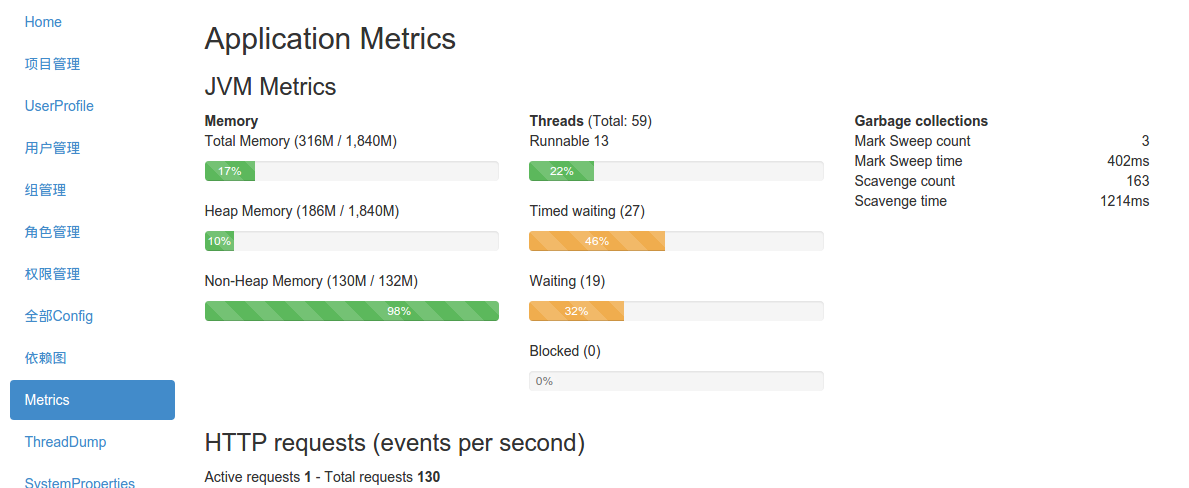 Home
项目管理
UserProfile
用户管理
组管理
角色管理
权限管理
全部Config
依赖图
Metrics
ThreadDump
SystemProperties
Application Metrics
JVM Metrics
Memory
Total Memory (316M / 1,840M)
17%
Heap Memory (186M / 1,840M)
10%
Non-Heap Memory (130M / 132M)
98%
Threads (Total: 59)
Runnable 13
22%
Timed waiting (27)
46%
Waiting (19)
32%
Blocked (0)
0%
Garbage collections
Mark Sweep count 3
Mark Sweep time 402ms
Scavenge count 163
Scavenge time 1214ms
HTTP requests (events per second)
Active requests 1 - Total requests 130